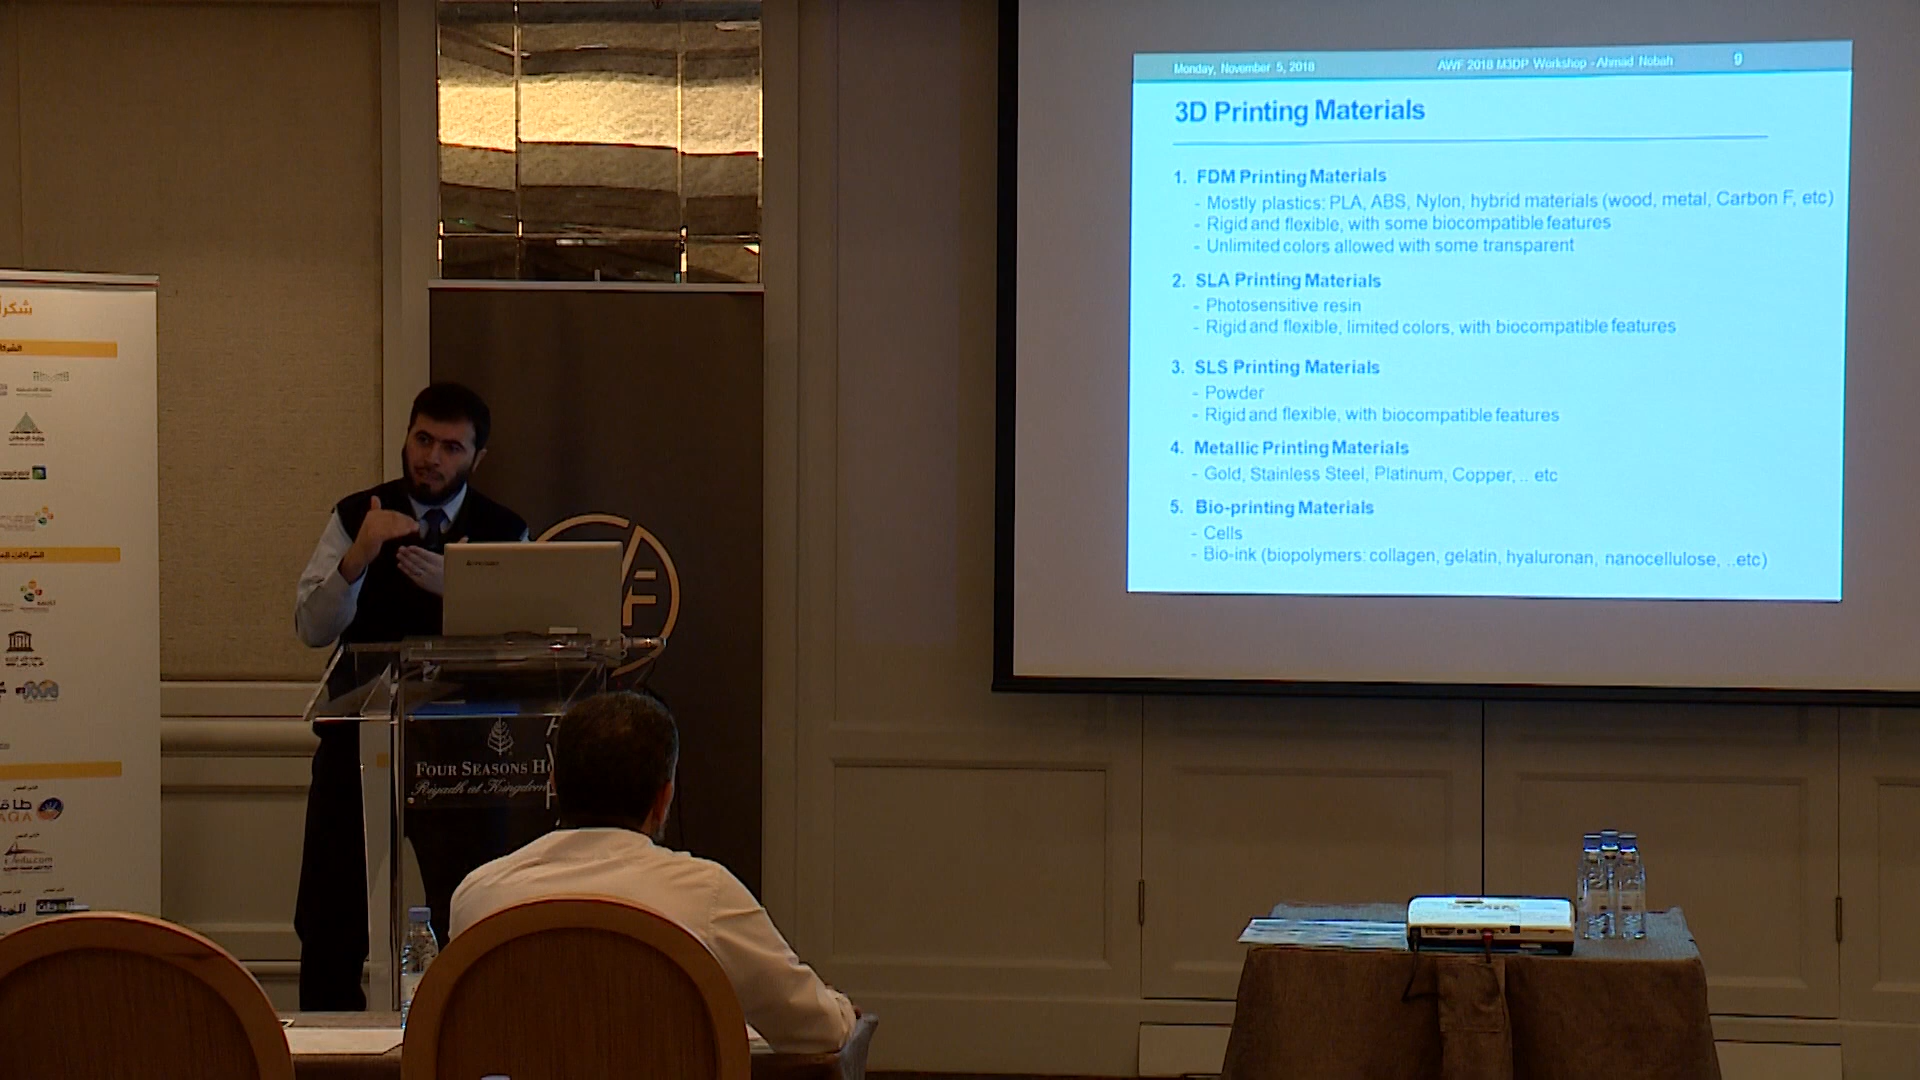 Monday, November 5, 2018
AWF 2018 M3DP Workshop - Ahmad Nobah
9
3D Printing Materials
1. FDM Printing Materials
- Mostly plastics: PLA, ABS, Nylon, hybrid materials (wood, metal, Carbon F, etc)
- Rigid and flexible, with some biocompatible features
- Unlimited colors allowed with some transparent
2. SLA Printing Materials
- Photosensitive resin
- Rigid and flexible, limited colors, with biocompatible features
3. SLS Printing Materials
- Powder
- Rigid and flexible, with biocompatible features
4. Metallic Printing Materials
- Gold, Stainless Steel, Platinum, Copper, .. etc
5. Bio-printing Materials
- Cells
- Bio-ink (biopolymers: collagen, gelatin, hyaluronan, nanocellulose, ..etc)
FOUR SEASONS
Riyadh at Kingdom
شكراً